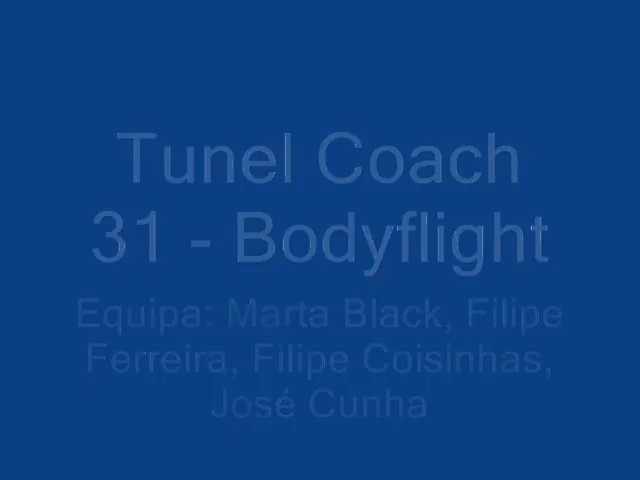 Tunel Coach
31 - Bodyflight
Equipa: Marta Black, Filipe
Ferreira, Filipe Coisinhas,
José Cunha